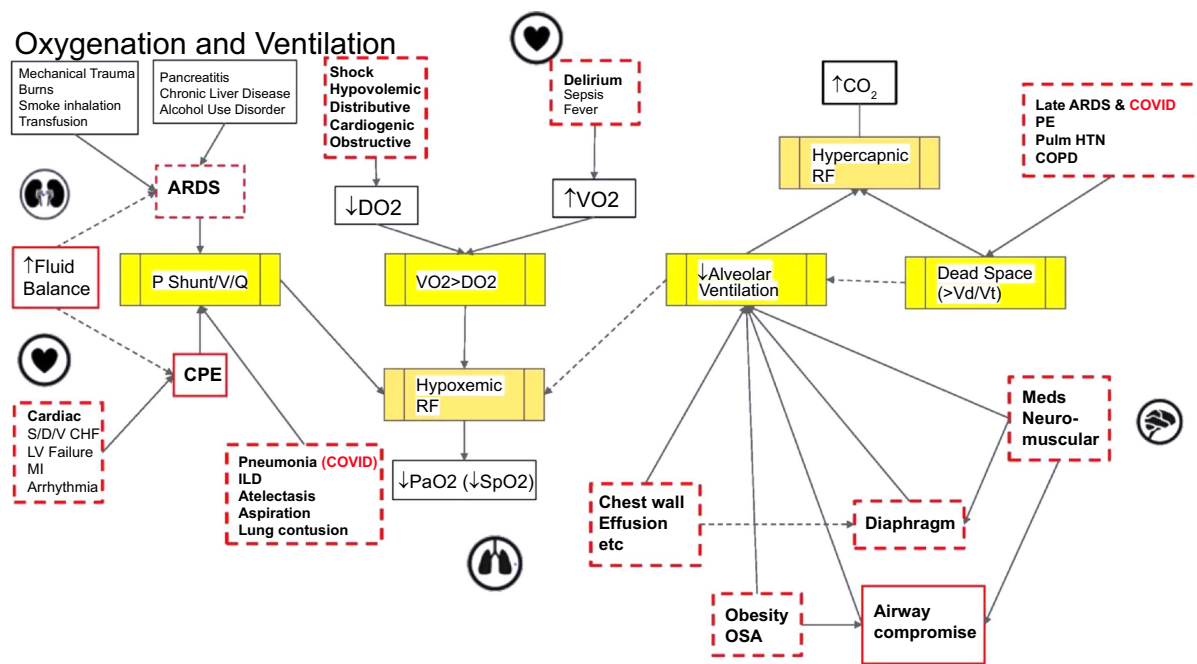 Oxygenation and Ventilation
Mechanical Trauma
Burns
Smoke inhalation
Transfusion
Pancreatitis
Chronic Liver Disease
Alcohol Use Disorder
Shock
Hypovolemic
Distributive
Cardiogenic
Obstructive
Delirium
Sepsis
Fever
↑CO₂
Late ARDS & COVID
PE
Pulm HTN
COPD
Hypercapnic
RF
ARDS
↓DO2
↑VO2
↑Fluid
Balance
P Shunt/V/Q
VO2>DO2
↓Alveolar
Ventilation
Dead Space
(>Vd/Vt)
CPE
Hypoxemic
RF
Cardiac
S/D/V CHF
LV Failure
MI
Arrhythmia
Pneumonia (COVID)
ILD
Atelectasis
Aspiration
Lung contusion
↓PaO2 (↓SpO2)
Meds
Neuro-
muscular
Chest wall
Effusion
etc
Diaphragm
Obesity
OSA
Airway
compromise